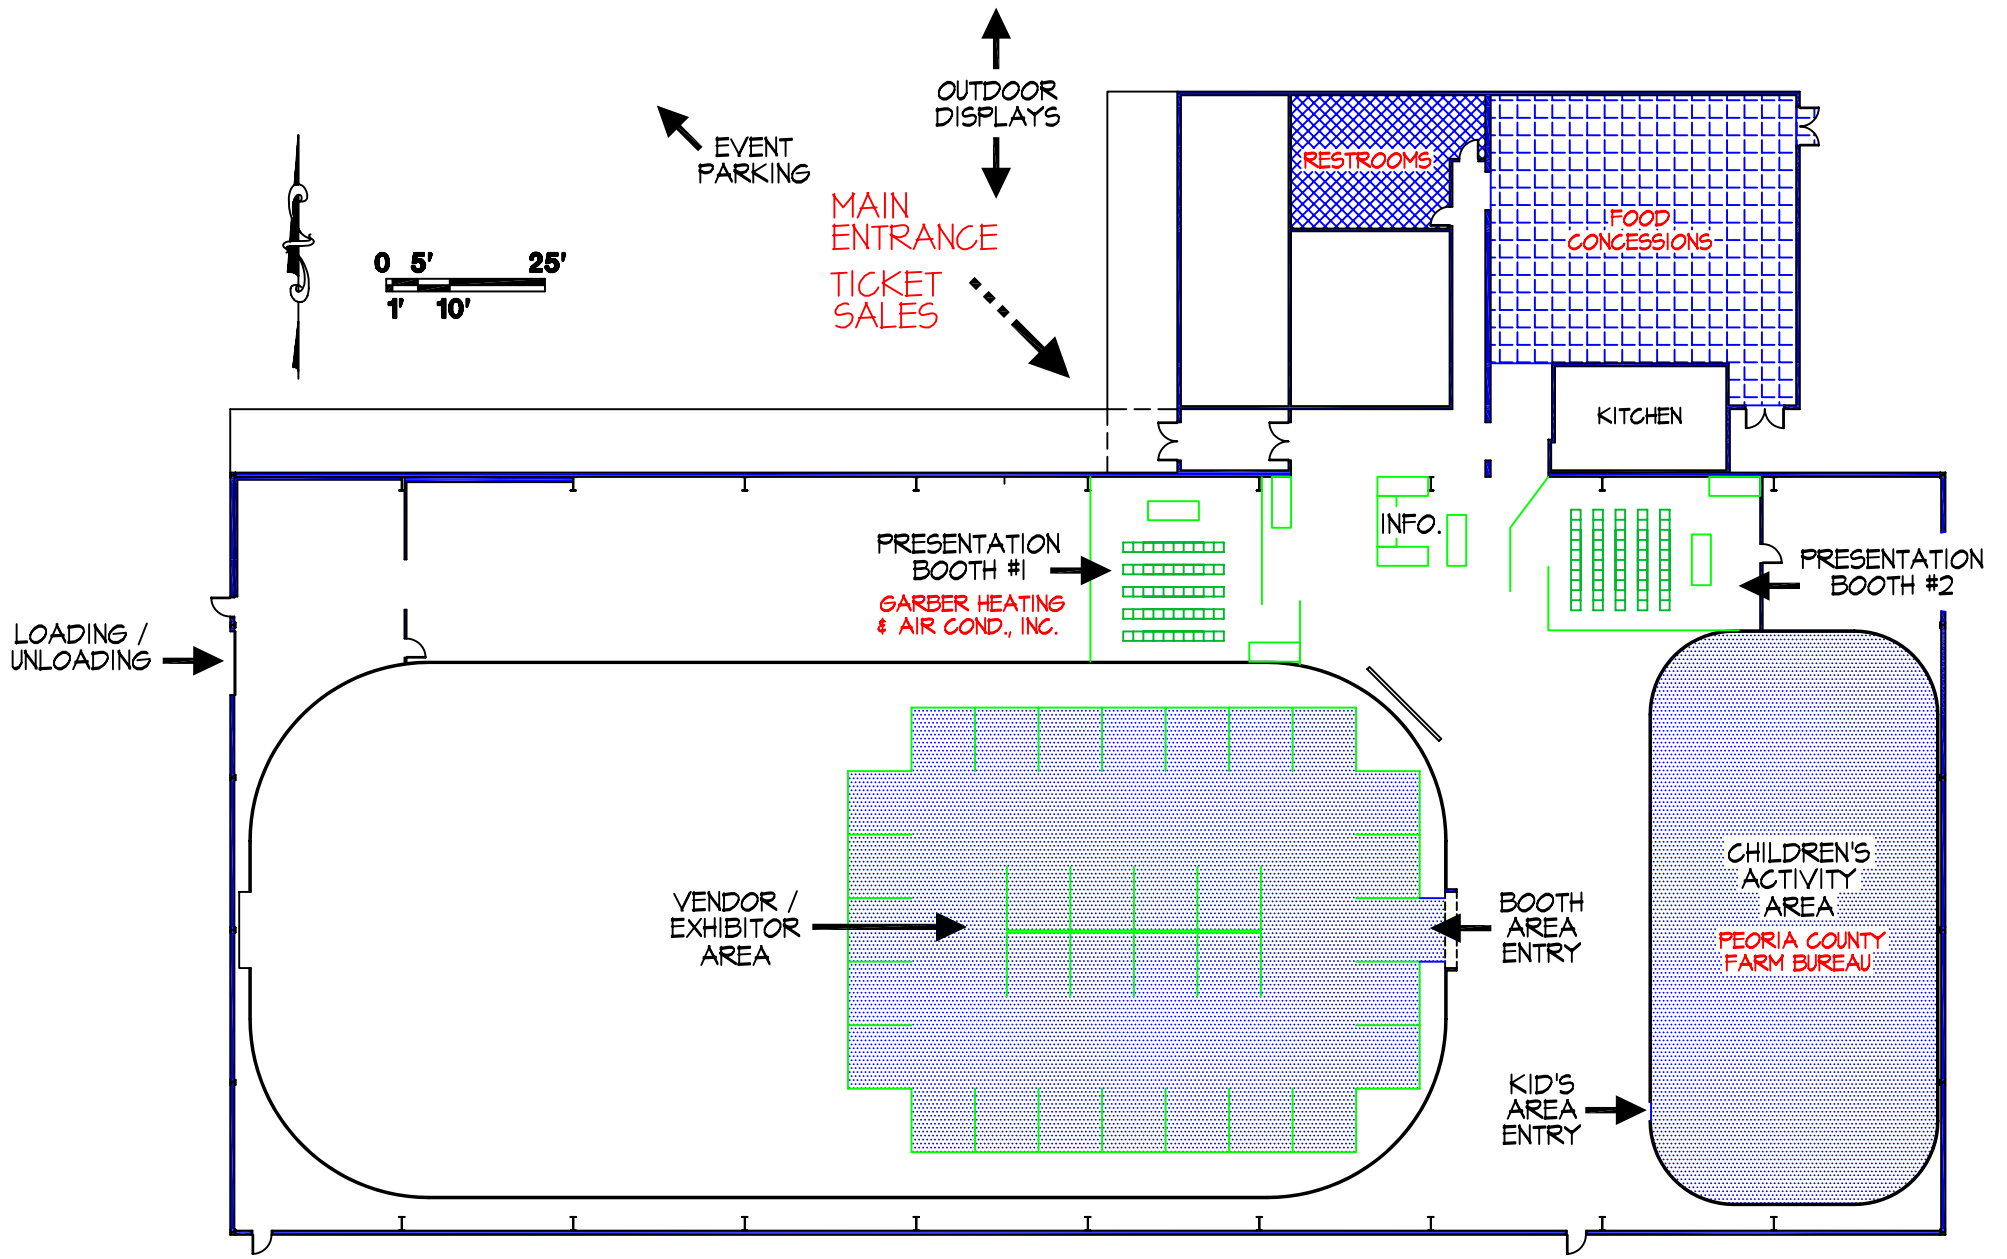 OUTDOOR
DISPLAYS
EVENT
PARKING
MAIN
ENTRANCE
TICKET
SALES
RESTROOMS
FOOD
CONCESSIONS
0 5' 25'
1' 10'
KITCHEN
INFO.
PRESENTATION
BOOTH #1
GARBER HEATING
& AIR COND., INC.
PRESENTATION
BOOTH #2
LOADING /
UNLOADING
VENDOR /
EXHIBITOR
AREA
BOOTH
AREA
ENTRY
CHILDREN'S
ACTIVITY
AREA
PEORIA COUNTY
FARM BUREAU
KID'S
AREA
ENTRY